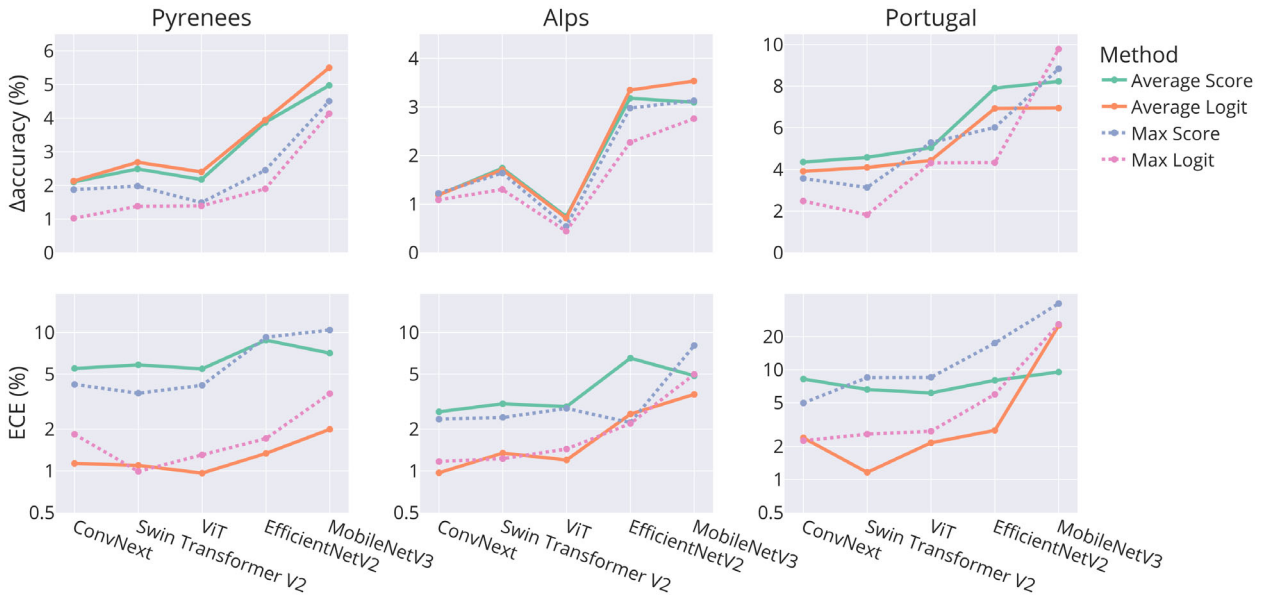 Pyrenees
Alps
Portugal
Δaccuracy (%)
6
5
4
3
2
1
0
4
3
2
1
0
10
8
6
4
2
0
Method
Average Score
Average Logit
Max Score
Max Logit
ECE (%)
10
5
2
1
0.5
10
5
2
1
0.5
20
10
5
2
1
0.5
ConvNext
Swin Transformer V2
ViT
EfficientNetV2
MobileNetV3
ConvNext
Swin Transformer V2
ViT
EfficientNetV2
MobileNetV3
ConvNext
Swin Transformer V2
ViT
EfficientNetV2
MobileNetV3